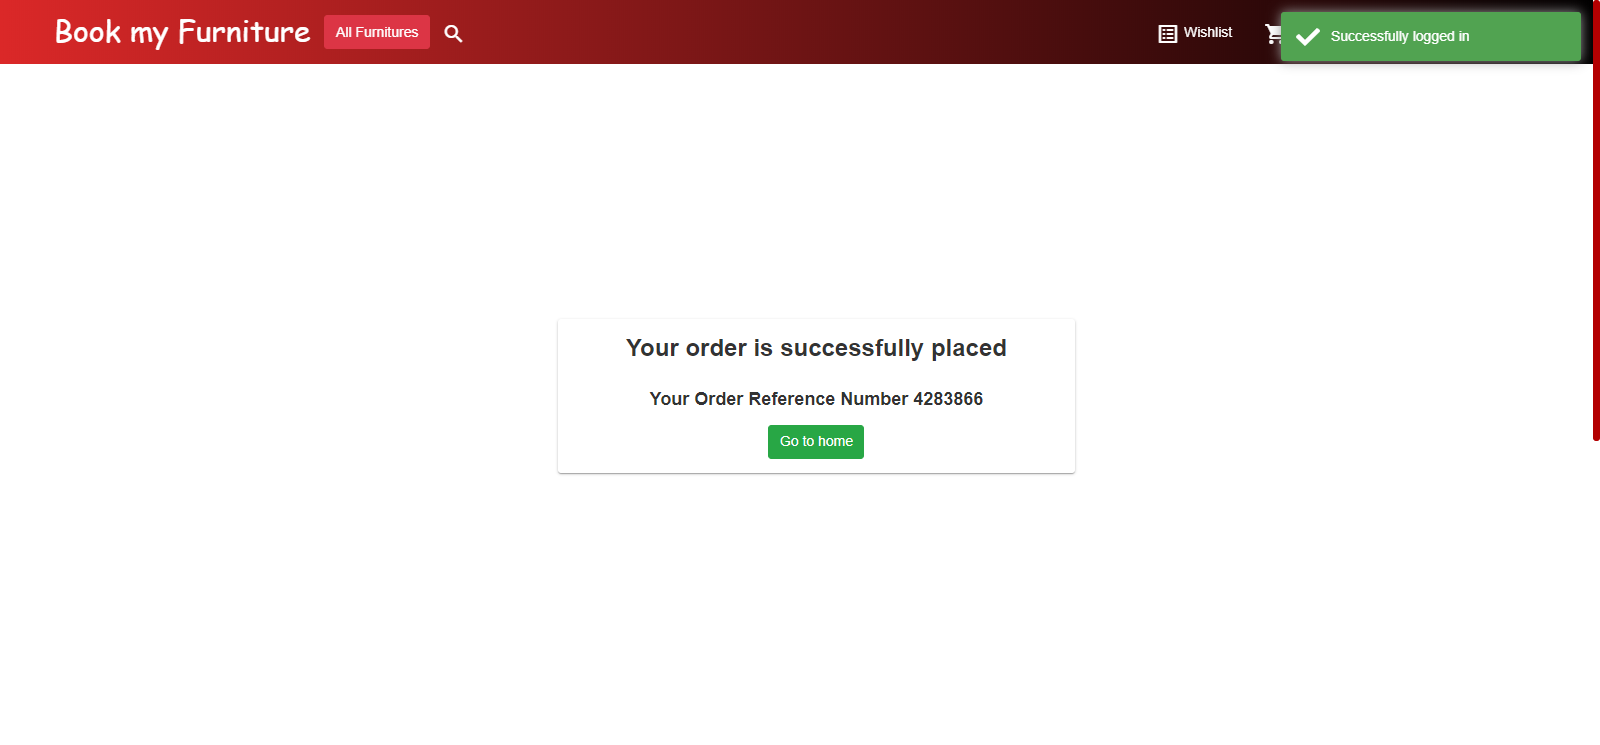 Book my Furniture
All Furnitures
Wishlist
Successfully logged in
Your order is successfully placed
Your Order Reference Number 4283866
Go to home